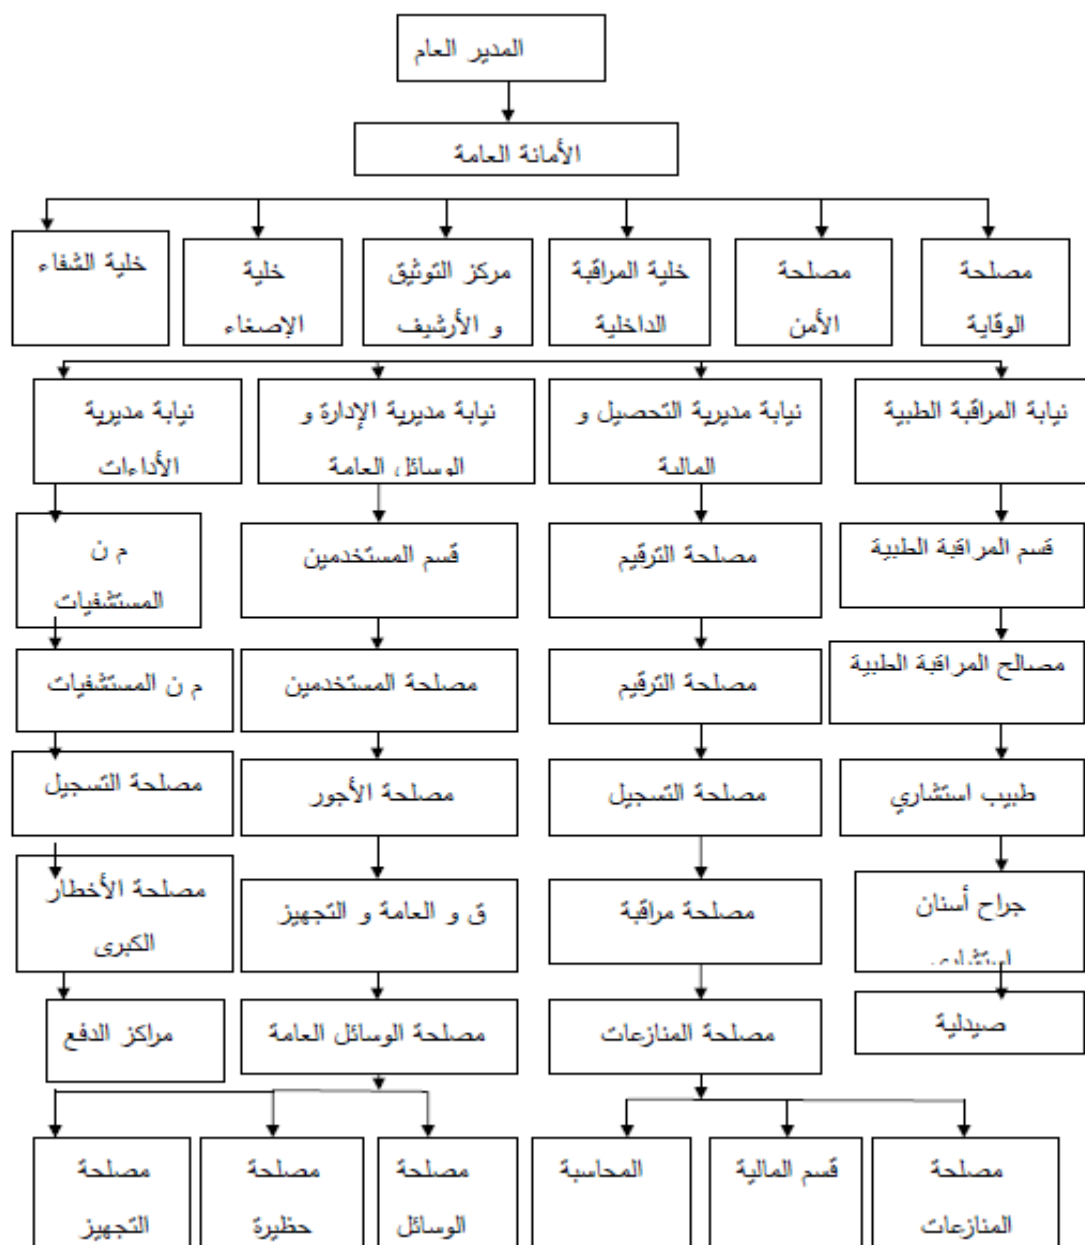 المدير العام
الأمانة العامة
مصلحة
الوقاية
مصلحة
الأمن
خلية المراقبة
الداخلية
مركز التوثيق
و الأرشيف
خلية
الإصغاء
خلية الشفاء
نيابة المراقبة الطبية
نيابة مديرية التحصيل و
المالية
نيابة مديرية الإدارة و
الوسائل العامة
نيابة مديرية
الأداءات
قسم المراقبة الطبية
مصلحة الترقيم
قسم المستخدمين
م ن
المستشفيات
مصالح المراقبة الطبية
مصلحة الترقيم
مصلحة المستخدمين
م ن المستشفيات
طبيب استشاري
مصلحة التسجيل
مصلحة الأجور
مصلحة التسجيل
جراح أسنان
استشاري
مصلحة مراقبة
ق و العامة و التجهيز
مصلحة الأخطار
الكبرى
صيدلية
مصلحة المنازعات
مصلحة الوسائل العامة
مراكز الدفع
مصلحة
المنازعات
قسم المالية
المحاسبة
مصلحة
الوسائل
مصلحة
حظيرة
مصلحة
التجهيز